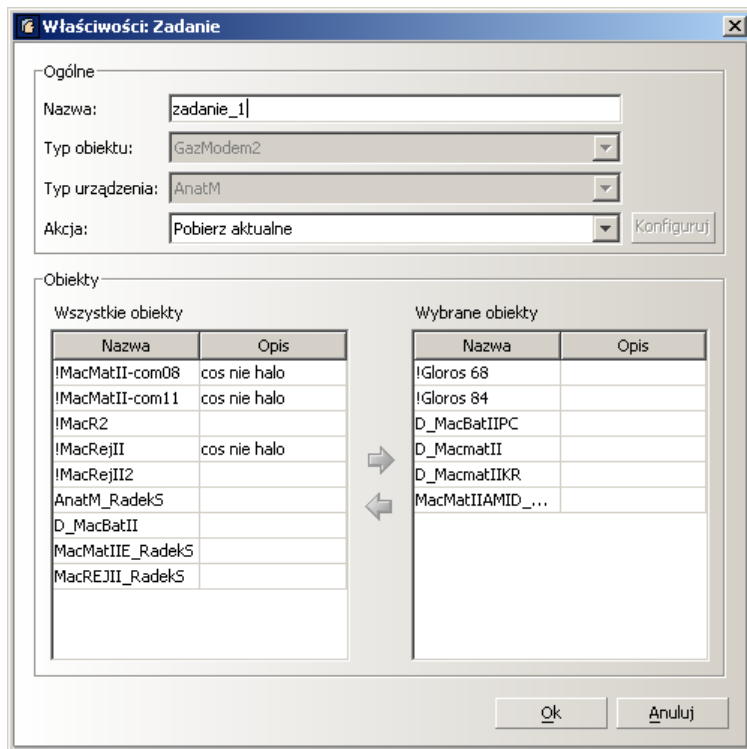 Właściwości: Zadanie
Ogólne
Nazwa: zadanie_1
Typ obiektu: GazModem2
Typ urządzenia: AnatM
Akcja: Pobierz aktualne Konfiguruj
Obiekty
Wszystkie obiekty
Nazwa Opis
!MacMatII-com08 cos nie halo
!MacMatII-com11 cos nie halo
!MacR2
!MacRejII cos nie halo
!MacRejII2
AnatM_RadekS
D_MacBatII
MacMatIIE_RadekS
MacREJII_RadekS
Wybrane obiekty
Nazwa Opis
!Gloros 68
!Gloros 84
D_MacBatIIPC
D_MacmatII
D_MacmatIIKR
MacMatIIAMID_...
Ok Anuluj